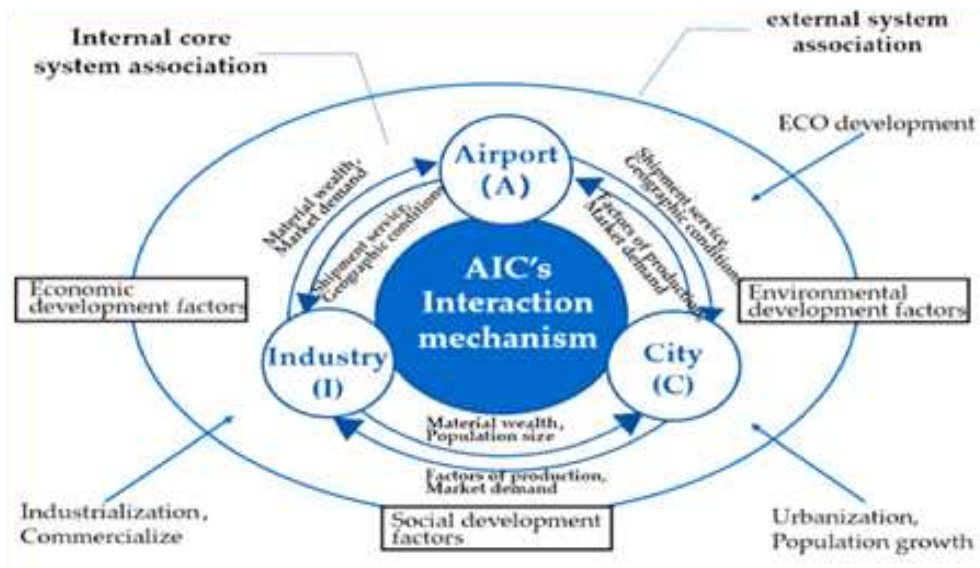 Internal core
system association
external system
association
ECO development
Airport
(A)
Material wealth,
Market demand
Shipment service,
Geographic conditions
Shipment service,
Geographic conditions
Factors of production,
Market demand
AIC's
Interaction
mechanism
Economic
development factors
Environmental
development factors
Industry
(I)
City
(C)
Material wealth,
Population size
Factors of production,
Market demand
Industrialization,
Commercialize
Social development
factors
Urbanization,
Population growth